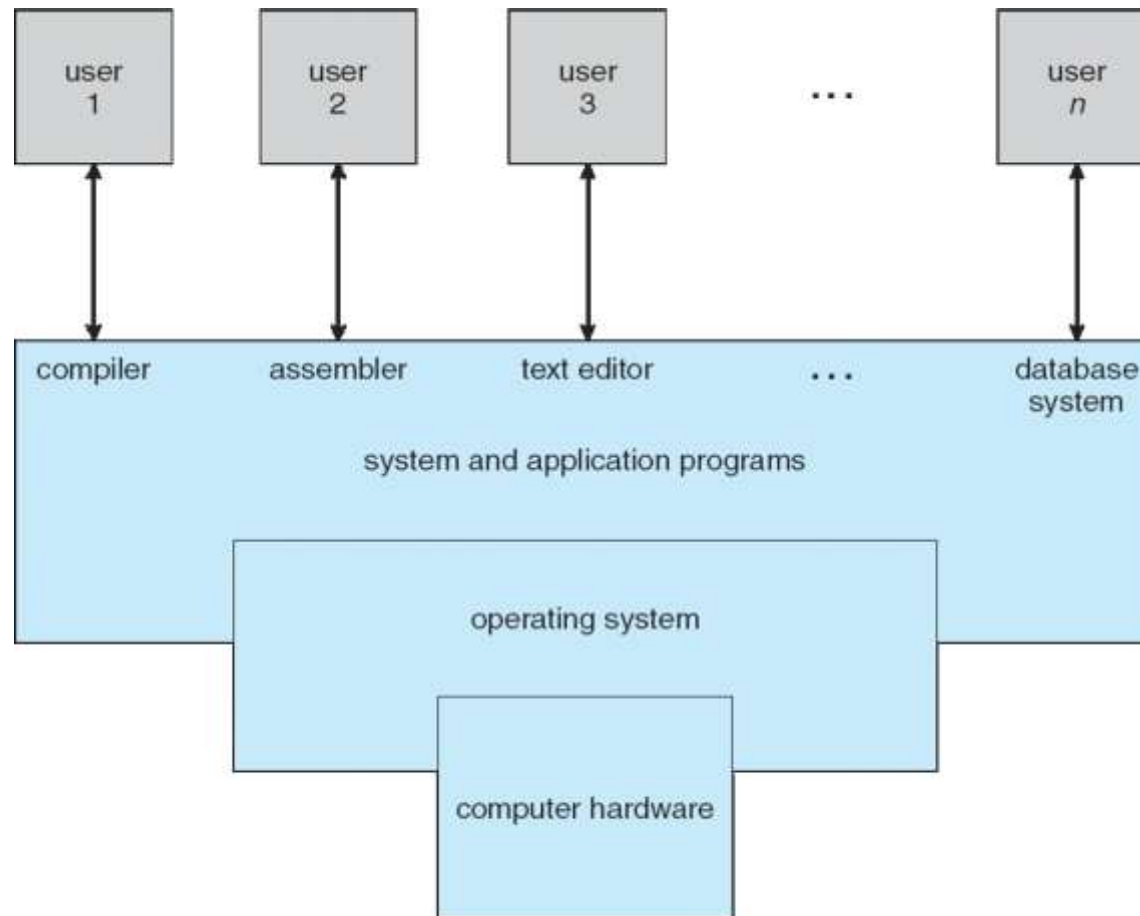 user
1
user
2
user
3
...
user
n
compiler
assembler
text editor
...
database
system
system and application programs
operating system
computer hardware